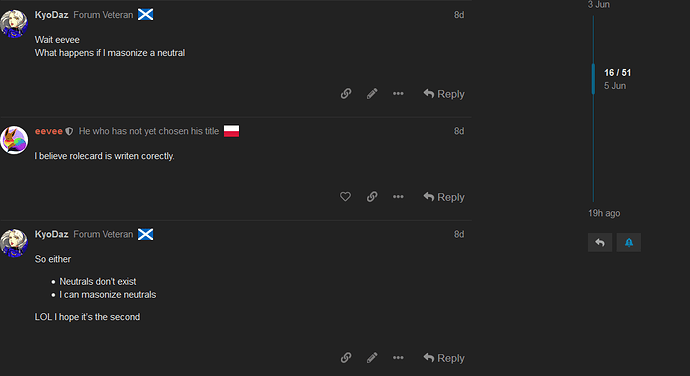 3 Jun
KyoDaz Forum Veteran 8d
Wait eevee
What happens if I masonize a neutral
Reply
16 / 51
5 Jun
eevee He who has not yet chosen his title 8d
I believe rolecard is writen corectly.
Reply
19h ago
KyoDaz Forum Veteran 8d
So either
• Neutrals don't exist
• I can masonize neutrals
LOL I hope it's the second
Reply